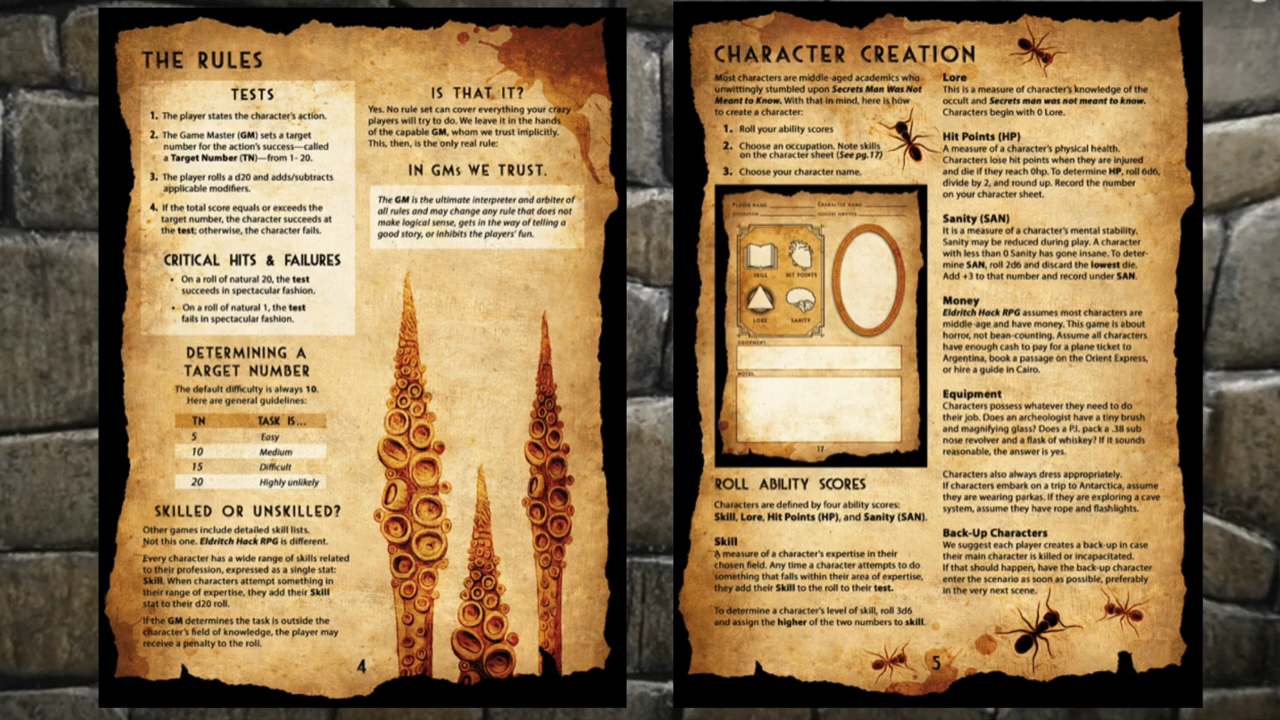 THE RULES
TESTS
1. The player states the character's action.
2. The Game Master (GM) sets a target
number for the action's success—called
a Target Number (TN)—from 1- 20.
3. The player rolls a d20 and adds/subtracts
applicable modifiers.
4. If the total score equals or exceeds the
target number, the character succeeds at
the test; otherwise, the character fails.
CRITICAL HITS & FAILURES
• On a roll of natural 20, the test
succeeds in spectacular fashion.
• On a roll of natural 1, the test
fails in spectacular fashion.
DETERMINING A
TARGET NUMBER
The default difficulty is always 10.
Here are general guidelines:
TN TASK IS...
5 Easy
10 Medium
15 Difficult
20 Highly unlikely
SKILLED OR UNSKILLED?
Other games include detailed skill lists.
Not this one. Eldritch Hack RPG is different.
Every character has a wide range of skills related
to their profession, expressed as a single stat:
Skill. When characters attempt something in
their range of expertise, they add their Skill
stat to their d20 roll.
If the GM determines the task is outside the
character's field of knowledge, the player may
receive a penalty to the roll.
IS THAT IT?
Yes. No rule set can cover everything your crazy
players will try to do. We leave it in the hands
of the capable GM, whom we trust implicitly.
This, then, is the only real rule:
IN GMs WE TRUST.
The GM is the ultimate interpreter and arbiter of
all rules and may change any rule that does not
make logical sense, gets in the way of telling a
good story, or inhibits the players' fun.
4
CHARACTER CREATION
Most characters are middle-aged academics who
unwittingly stumbled upon Secrets Man Was Not
Meant to Know. With that in mind, here is how
to create a character:
1. Roll your ability scores
2. Choose an occupation. Note skills
on the character sheet (See pg.17)
3. Choose your character name.
PLAYER NAME CHARACTER NAME
SKILL HIT POINTS
LORE SANITY
EQUIPMENT
NOTES
17
ROLL ABILITY SCORES
Characters are defined by four ability scores:
Skill, Lore, Hit Points (HP), and Sanity (SAN).
Skill
A measure of a character's expertise in their
chosen field. Any time a character attempts to do
something that falls within their area of expertise,
they add their Skill to the roll to their test.
To determine a character's level of skill, roll 3d6
and assign the higher of the two numbers to skill.
Lore
This is a measure of character's knowledge of the
occult and Secrets man was not meant to know.
Characters begin with 0 Lore.
Hit Points (HP)
A measure of a character's physical health.
Characters lose hit points when they are injured
and die if they reach 0hp. To determine HP, roll 6d6,
divide by 2, and round up. Record the number
on your character sheet.
Sanity (SAN)
It is a measure of a character's mental stability.
Sanity may be reduced during play. A character
with less than 0 Sanity has gone insane. To deter-
mine SAN, roll 2d6 and discard the lowest die.
Add +3 to that number and record under SAN.
Money
Eldritch Hack RPG assumes most characters are
middle-age and have money. This game is about
horror, not bean-counting. Assume all characters
have enough cash to pay for a plane ticket to
Argentina, book a passage on the Orient Express,
or hire a guide in Cairo.
Equipment
Characters possess whatever they need to do
their job. Does an archeologist have a tiny brush
and magnifying glass? Does a P.I. pack a .38 sub
nose revolver and a flask of whiskey? If it sounds
reasonable, the answer is yes.
Characters also always dress appropriately.
If characters embark on a trip to Antarctica, assume
they are wearing parkas. If they are exploring a cave
system, assume they have rope and flashlights.
Back-Up Characters
We suggest each player creates a back-up in case
their main character is killed or incapacitated.
If that should happen, have the back-up character
enter the scenario as soon as possible, preferably
in the very next scene.
5